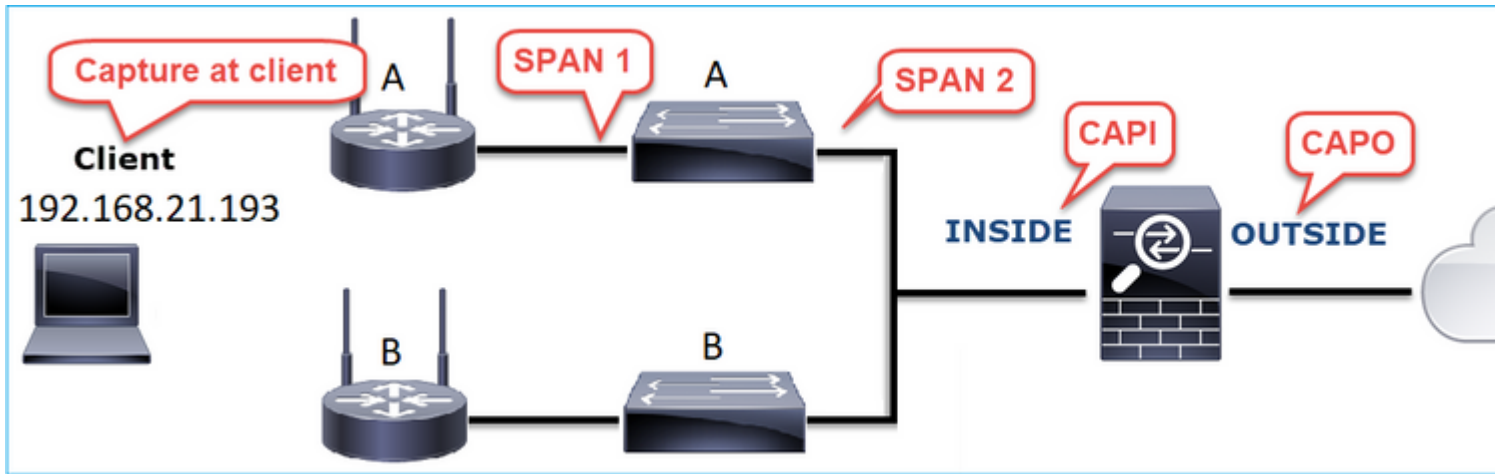 Capture at client
A
SPAN 1
A
SPAN 2
Client
192.168.21.193
CAPI
CAPO
INSIDE
OUTSIDE
B
B